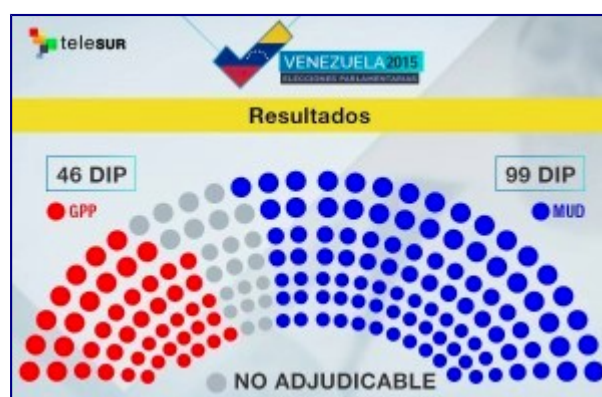 teleSUR
VENEZUELA 2015
ELECCIONES PARLAMENTARIAS
Resultados
46 DIP
99 DIP
GPP
MUD
NO ADJUDICABLE